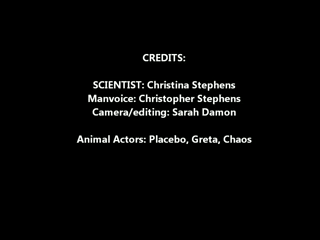 CREDITS:
SCIENTIST: Christina Stephens
Manvoice: Christopher Stephens
Camera/editing: Sarah Damon
Animal Actors: Placebo, Greta, Chaos